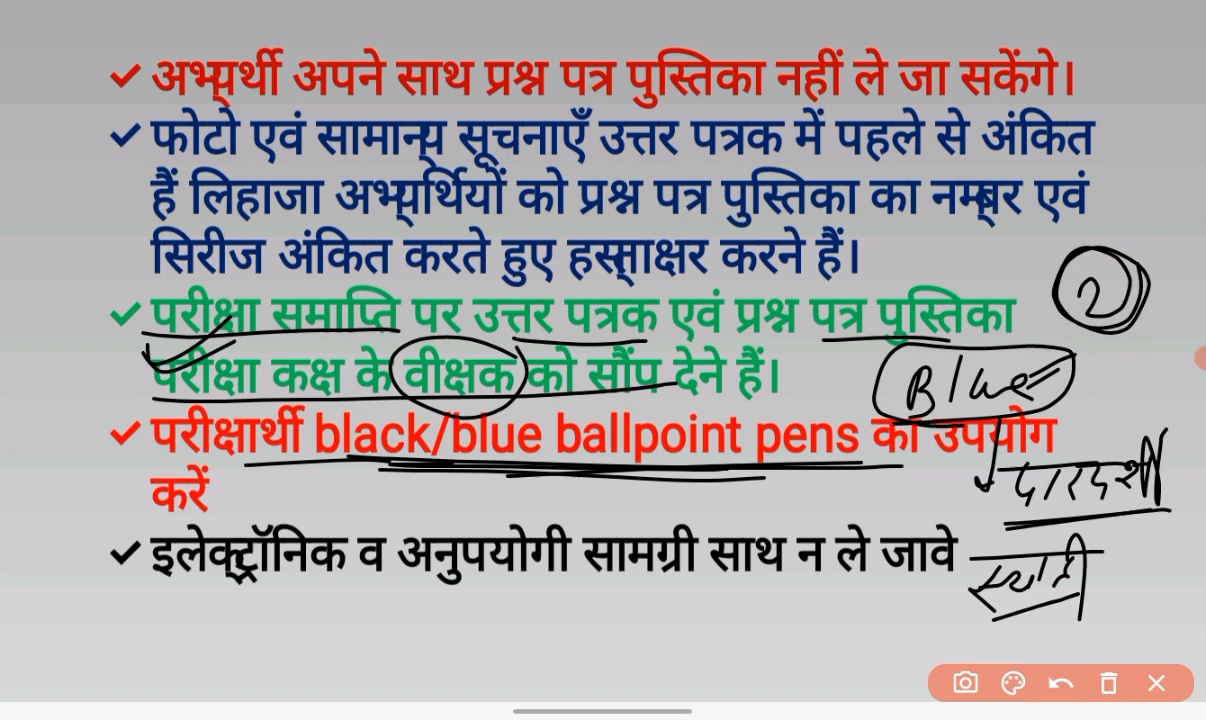 ✓ अभ्यर्थी अपने साथ प्रश्न पत्र पुस्तिका नहीं ले जा सकेंगे।
✓ फोटो एवं सामान्य सूचनाएँ उत्तर पत्रक में पहले से अंकित
हैं लिहाजा अभ्यर्थियों को प्रश्न पत्र पुस्तिका का नम्बर एवं
सिरीज अंकित करते हुए हस्ताक्षर करने हैं।
2
✓ परीक्षा समाप्ति पर उत्तर पत्रक एवं प्रश्न पत्र पुस्तिका
परीक्षा कक्ष के वीक्षक को सौंप देने हैं।
Blue
✓ परीक्षार्थी black/blue ballpoint pens का उपयोग
करें
✓ इलेक्ट्रॉनिक व अनुपयोगी सामग्री साथ न ले जावे
स्याही